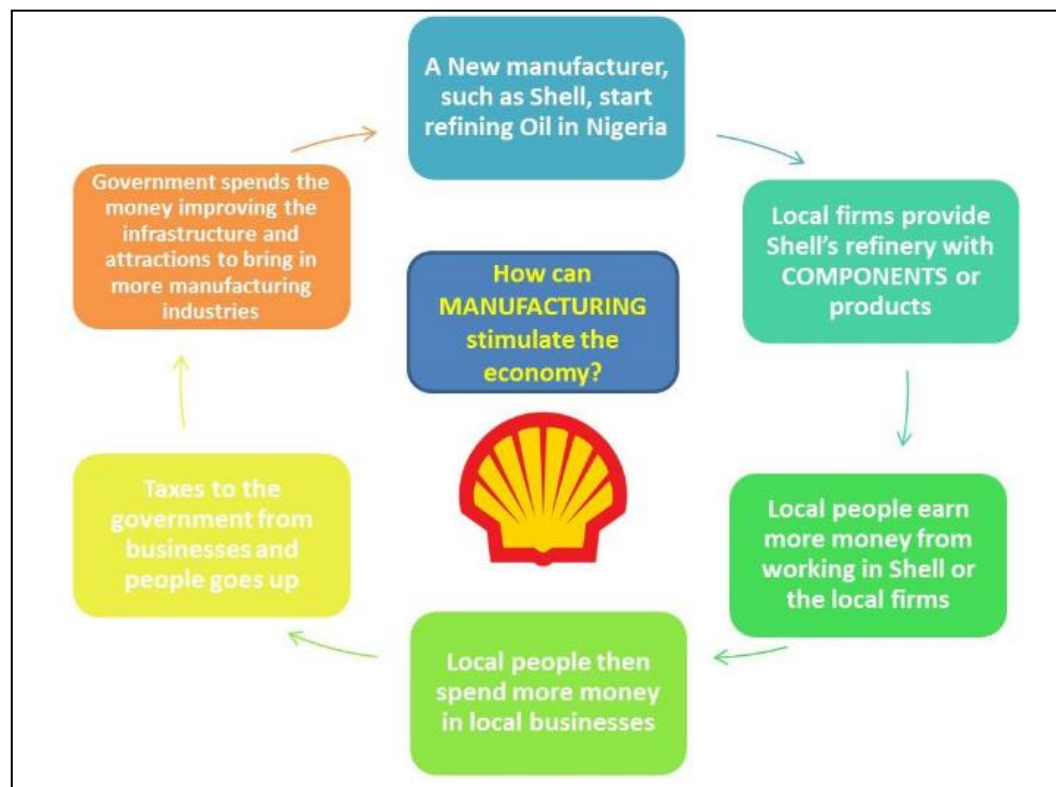 A New manufacturer,
such as Shell, start
refining Oil in Nigeria
Local firms provide
Shell's refinery with
COMPONENTS or
products
Local people earn
more money from
working in Shell or
the local firms
Local people then
spend more money
in local businesses
Taxes to the
government from
businesses and
people goes up
Government spends the
money improving the
infrastructure and
attractions to bring in
more manufacturing
industries
How can
MANUFACTURING
stimulate the
economy?